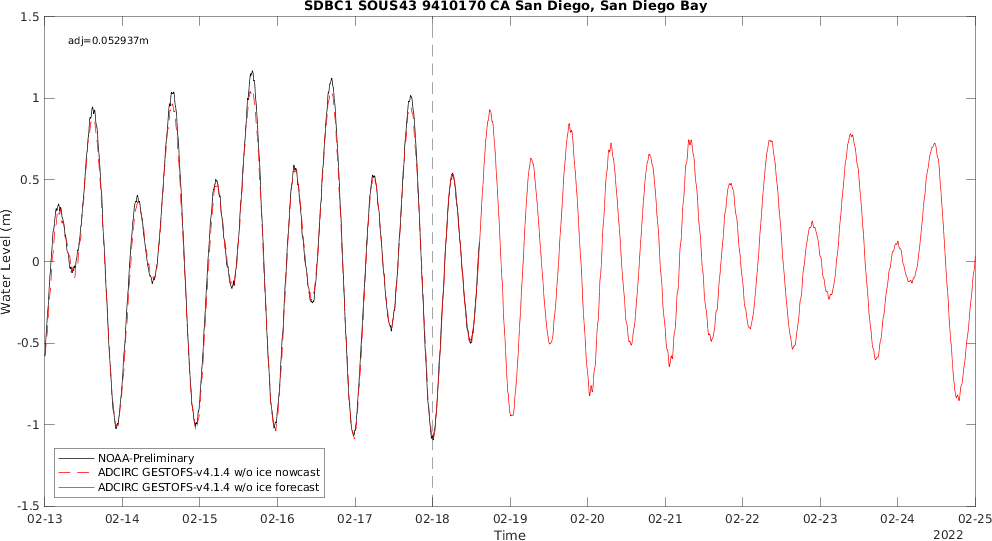 SDBC1 SOUS43 9410170 CA San Diego, San Diego Bay
adj=0.052937m
1.5
1
0.5
0
-0.5
-1
-1.5
Water Level (m)
NOAA-Preliminary
ADCIRC GESTOFS-v4.1.4 w/o ice nowcast
ADCIRC GESTOFS-v4.1.4 w/o ice forecast
02-13 02-14 02-15 02-16 02-17 02-18 02-19 02-20 02-21 02-22 02-23 02-24 02-25
Time
2022